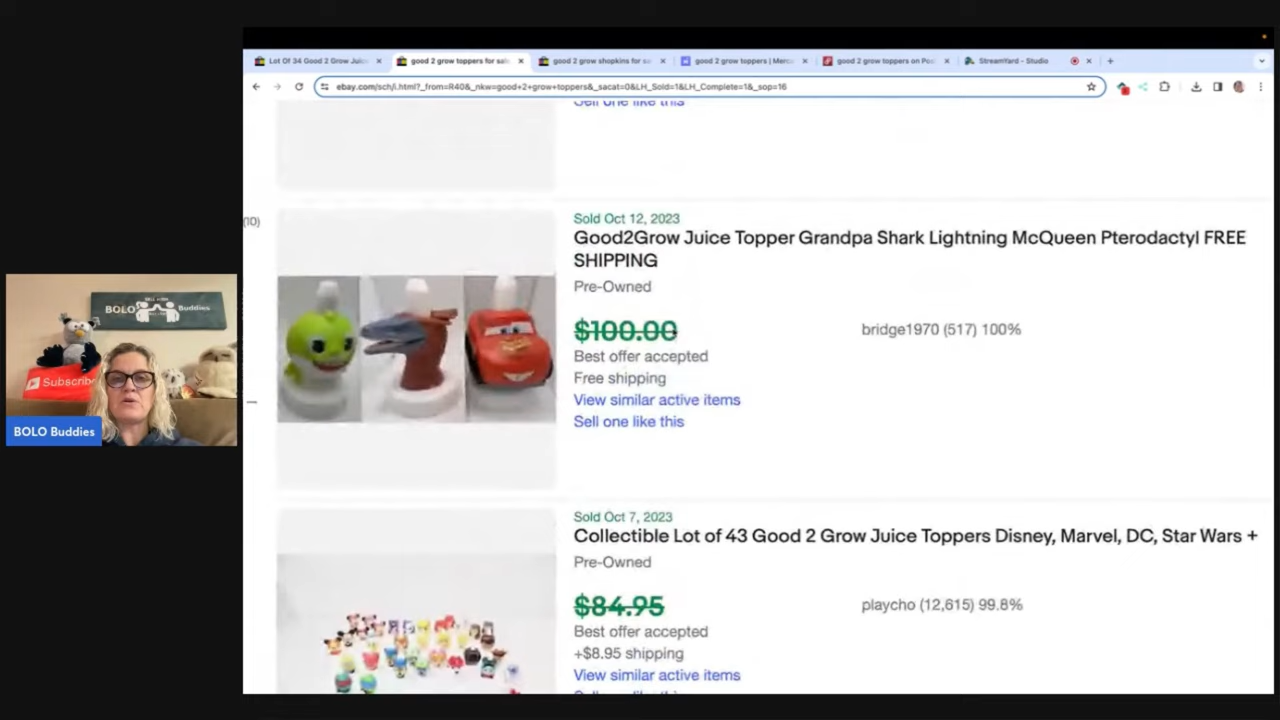 Lot Of 34 Good 2 Grow Juice
good 2 grow toppers for sale
good 2 grow shopkins for sa
good 2 grow toppers | Merc
good 2 grow toppers on Po
StreamYard - Studio
ebay.com/sch/i.html?_from=R40&_nkw=good+2+grow+toppers&_sacat=0&LH_Sold=1&LH_Complete=1&_sop=16
Sell one like this
(10)
Sold Oct 12, 2023
Good2Grow Juice Topper Grandpa Shark Lightning McQueen Pterodactyl FREE
SHIPPING
Pre-Owned
$100.00
bridge1970 (517) 100%
Best offer accepted
Free shipping
View similar active items
Sell one like this
BOLO Buddies
Subscribe
BOLO Buddies
Sold Oct 7, 2023
Collectible Lot of 43 Good 2 Grow Juice Toppers Disney, Marvel, DC, Star Wars +
Pre-Owned
$84.95
playcho (12,615) 99.8%
Best offer accepted
+$8.95 shipping
View similar active items